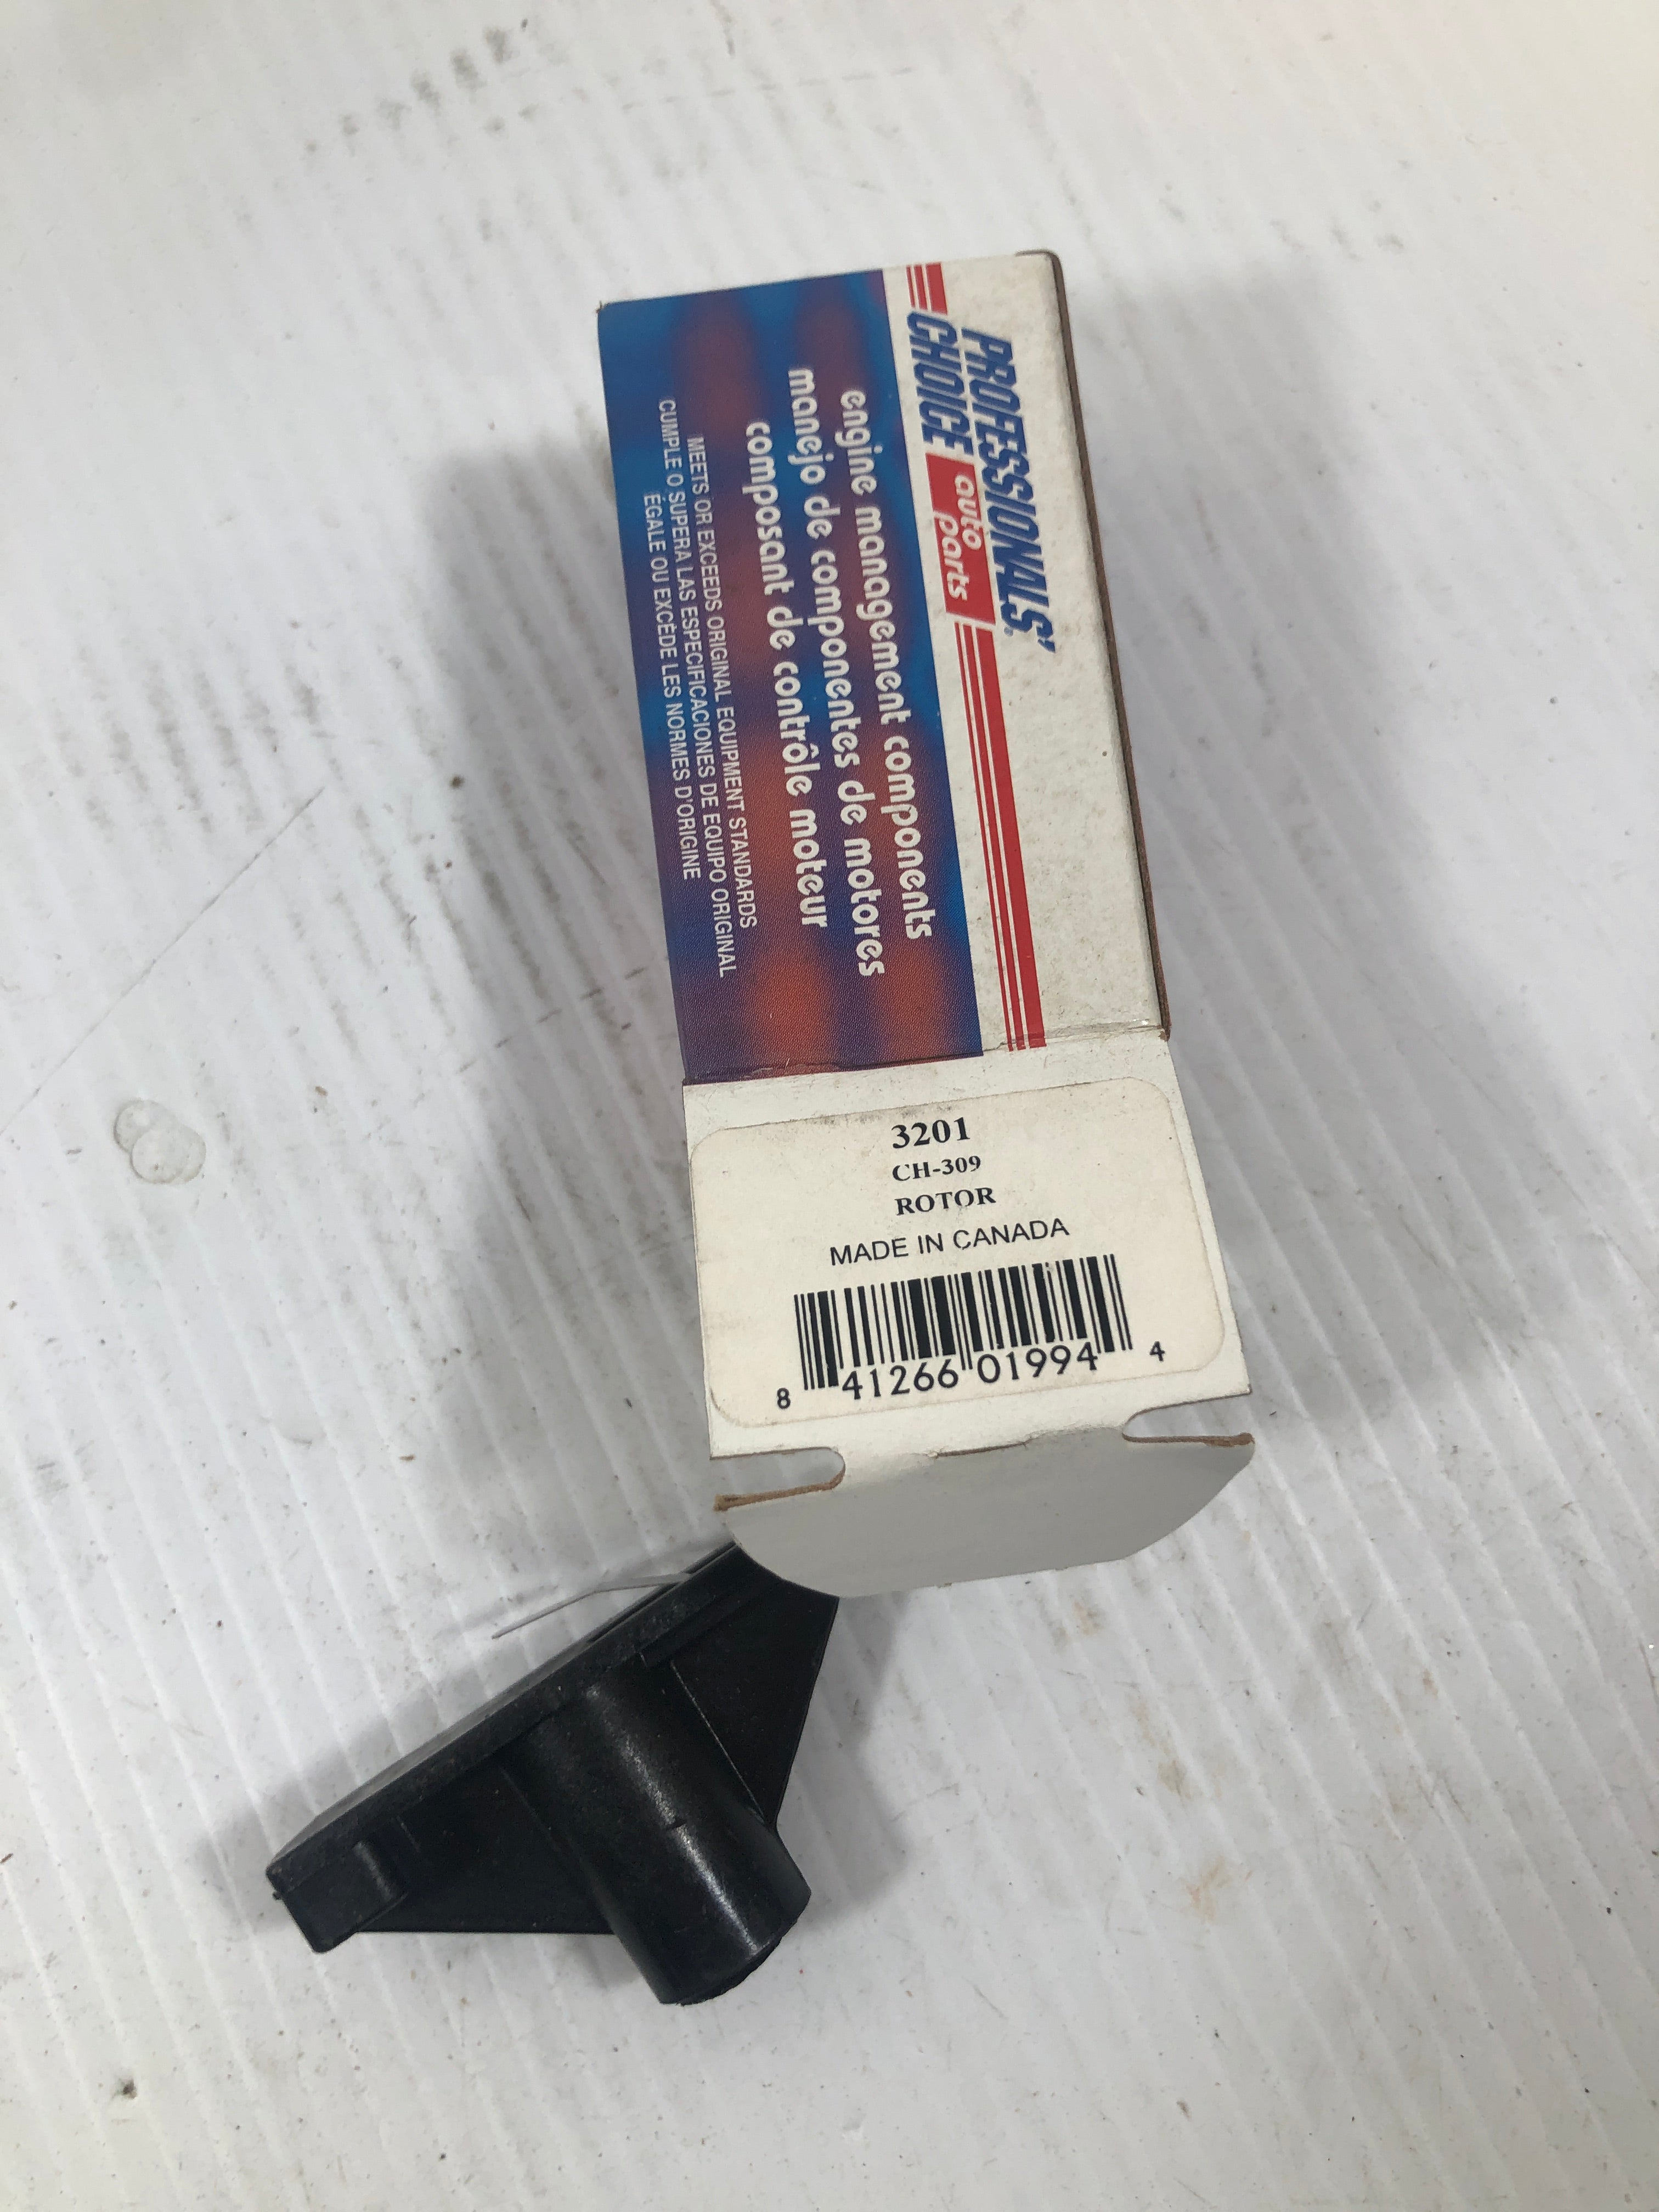 PROFESSIONALS'
CHOICE auto parts
engine management components
manejo de componentes de motores
composant de contrôle moteur
MEETS OR EXCEEDS ORIGINAL EQUIPMENT STANDARDS
CUMPLE O SUPERA LAS ESPECIFICACIONES DE EQUIPO ORIGINAL
ÉGALE OU EXCÈDE LES NORMES D'ORIGINE
3201
CH-309
ROTOR
MADE IN CANADA
8 41266 01994 4